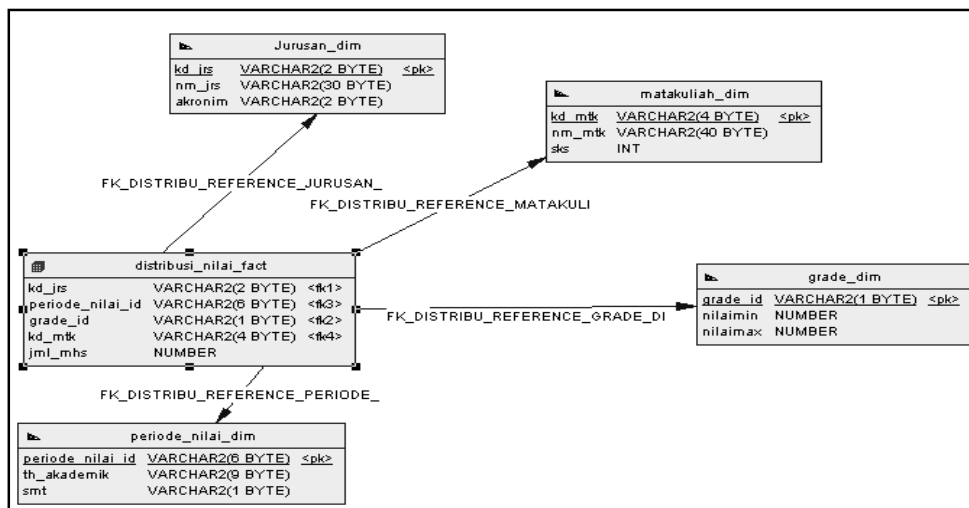 Jurusan_dim
kd_jrs VARCHAR2(2 BYTE) <pk>
nm_jrs VARCHAR2(30 BYTE)
akronim VARCHAR2(2 BYTE)
matakuliah_dim
kd_mtk VARCHAR2(4 BYTE) <pk>
nm_mtk VARCHAR2(40 BYTE)
sks INT
FK_DISTRIBU_REFERENCE_JURUSAN_
FK_DISTRIBU_REFERENCE_MATAKULI
distribusi_nilai_fact
kd_jrs VARCHAR2(2 BYTE) <fk1>
periode_nilai_id VARCHAR2(6 BYTE) <fk3>
grade_id VARCHAR2(1 BYTE) <fk2>
kd_mtk VARCHAR2(4 BYTE) <fk4>
jml_mhs NUMBER
grade_dim
grade_id VARCHAR2(1 BYTE) <pk>
nilaimin NUMBER
nilaimax NUMBER
FK_DISTRIBU_REFERENCE_GRADE_DI
FK_DISTRIBU_REFERENCE_PERIODE_
periode_nilai_dim
periode_nilai_id VARCHAR2(6 BYTE) <pk>
th_akademik VARCHAR2(9 BYTE)
smt VARCHAR2(1 BYTE)